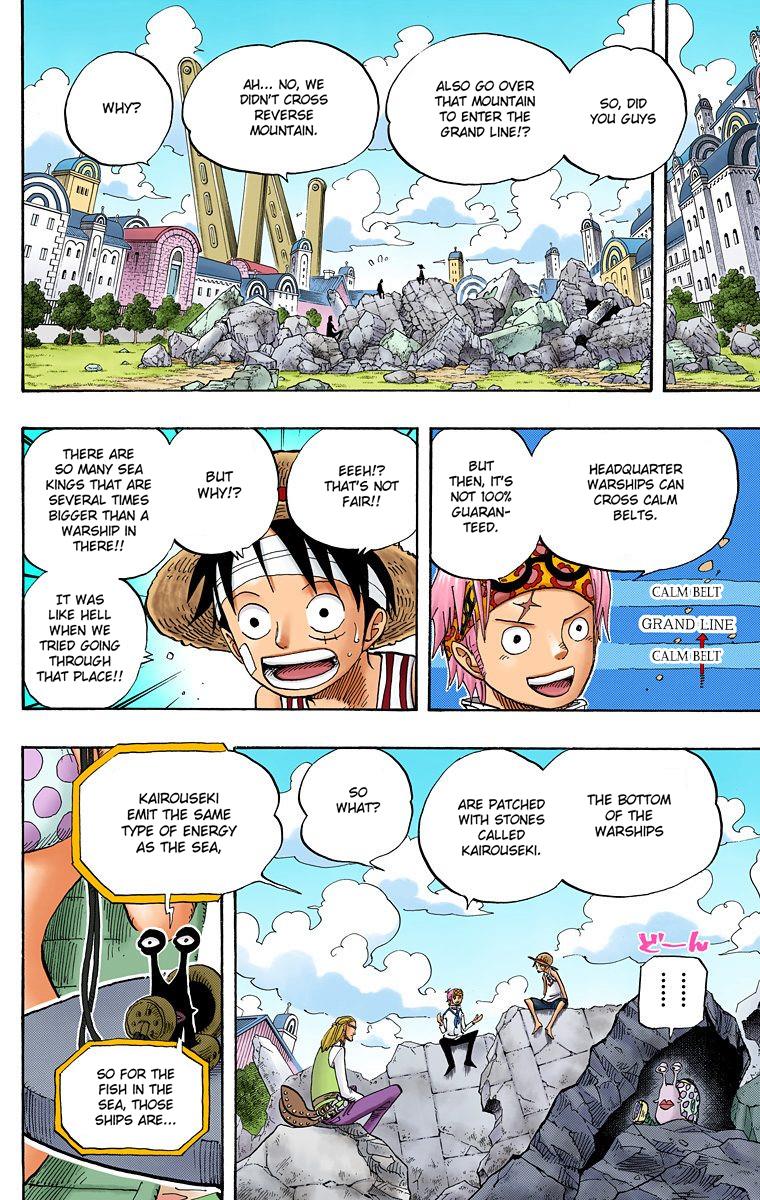 SO, DID
YOU GUYS
ALSO GO OVER
THAT MOUNTAIN
TO ENTER THE
GRAND LINE!?
AH... NO, WE
DIDN'T CROSS
REVERSE
MOUNTAIN.
WHY?
HEADQUARTER
WARSHIPS CAN
CROSS CALM
BELTS.
BUT
THEN, IT'S
NOT 100%
GUARAN-
TEED.
CALM BELT
GRAND LINE
CALM BELT
EEEH!?
THAT'S NOT
FAIR!!
BUT
WHY!?
THERE ARE
SO MANY SEA
KINGS THAT ARE
SEVERAL TIMES
BIGGER THAN A
WARSHIP IN
THERE!!
IT WAS
LIKE HELL
WHEN WE
TRIED GOING
THROUGH
THAT PLACE!!
THE BOTTOM
OF THE
WARSHIPS
ARE PATCHED
WITH STONES
CALLED
KAIROUSEKI.
SO
WHAT?
どーん
⋮⋮
KAIROUSEKI
EMIT THE SAME
TYPE OF ENERGY
AS THE SEA,
SO FOR THE
FISH IN THE
SEA, THOSE
SHIPS ARE...